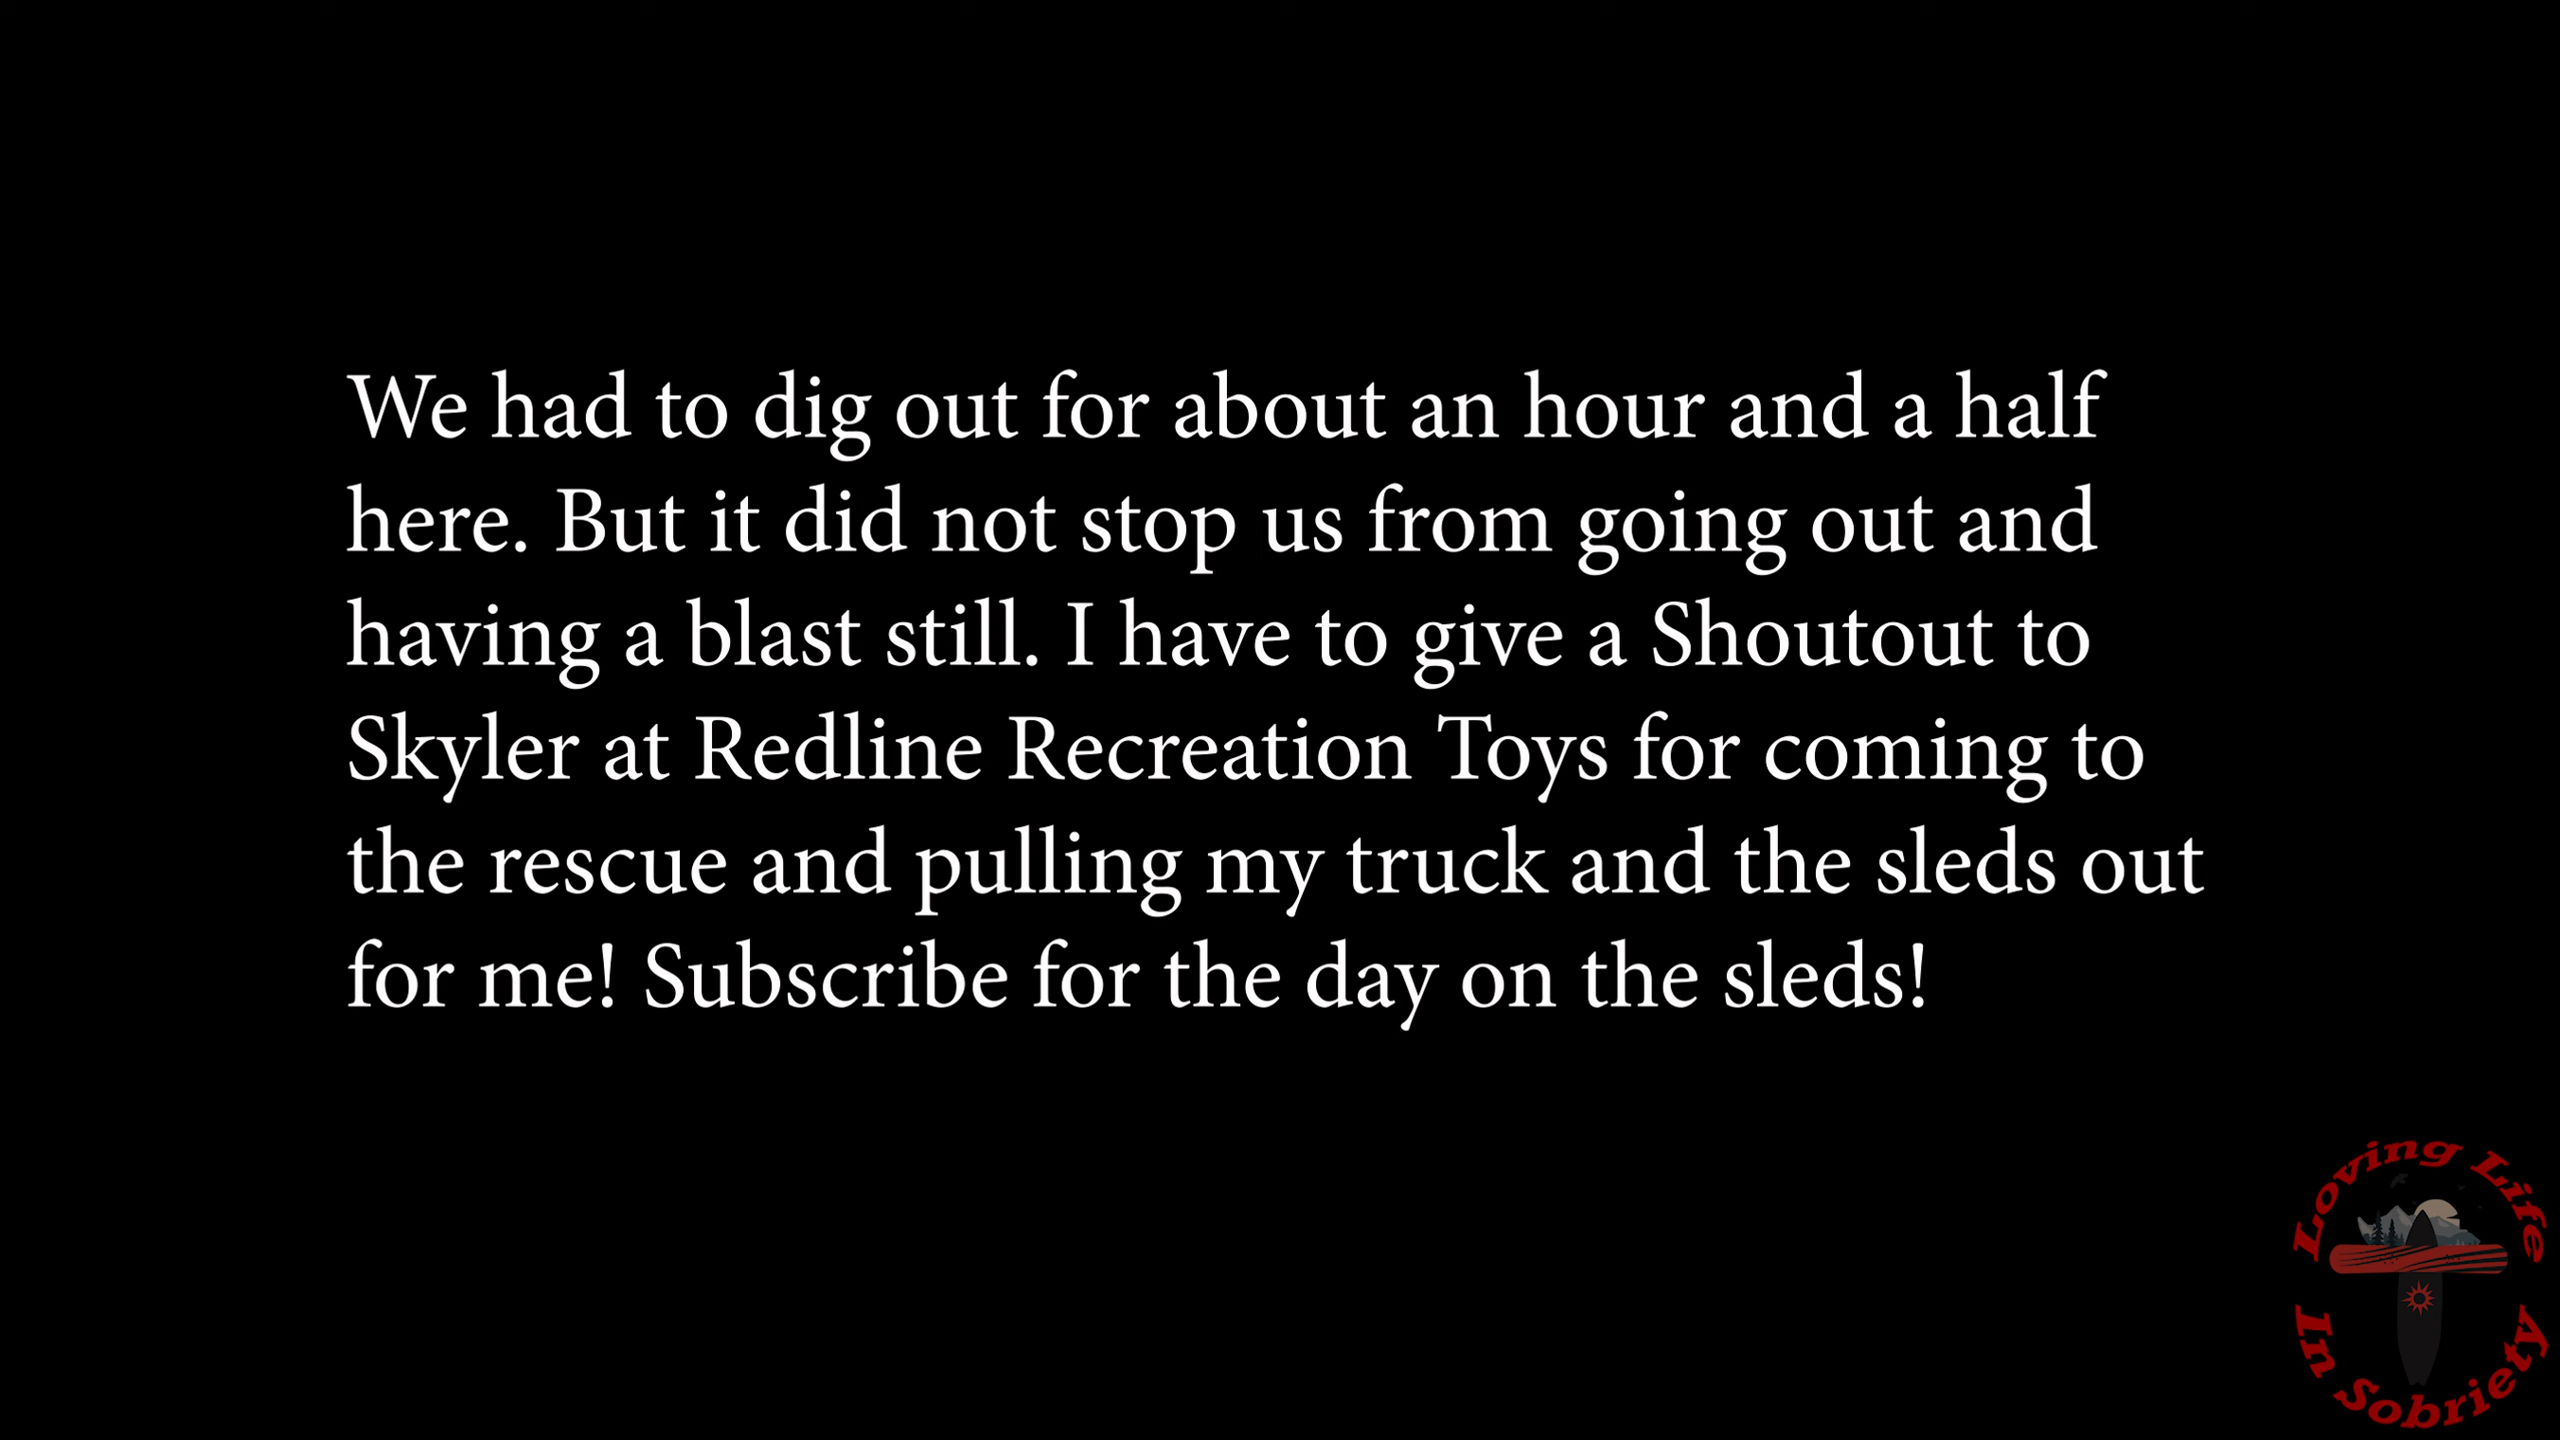 We had to dig out for about an hour and a half
here. But it did not stop us from going out and
having a blast still. I have to give a Shoutout to
Skyler at Redline Recreation Toys for coming to
the rescue and pulling my truck and the sleds out
for me! Subscribe for the day on the sleds!
Loving Life
In Sobriety